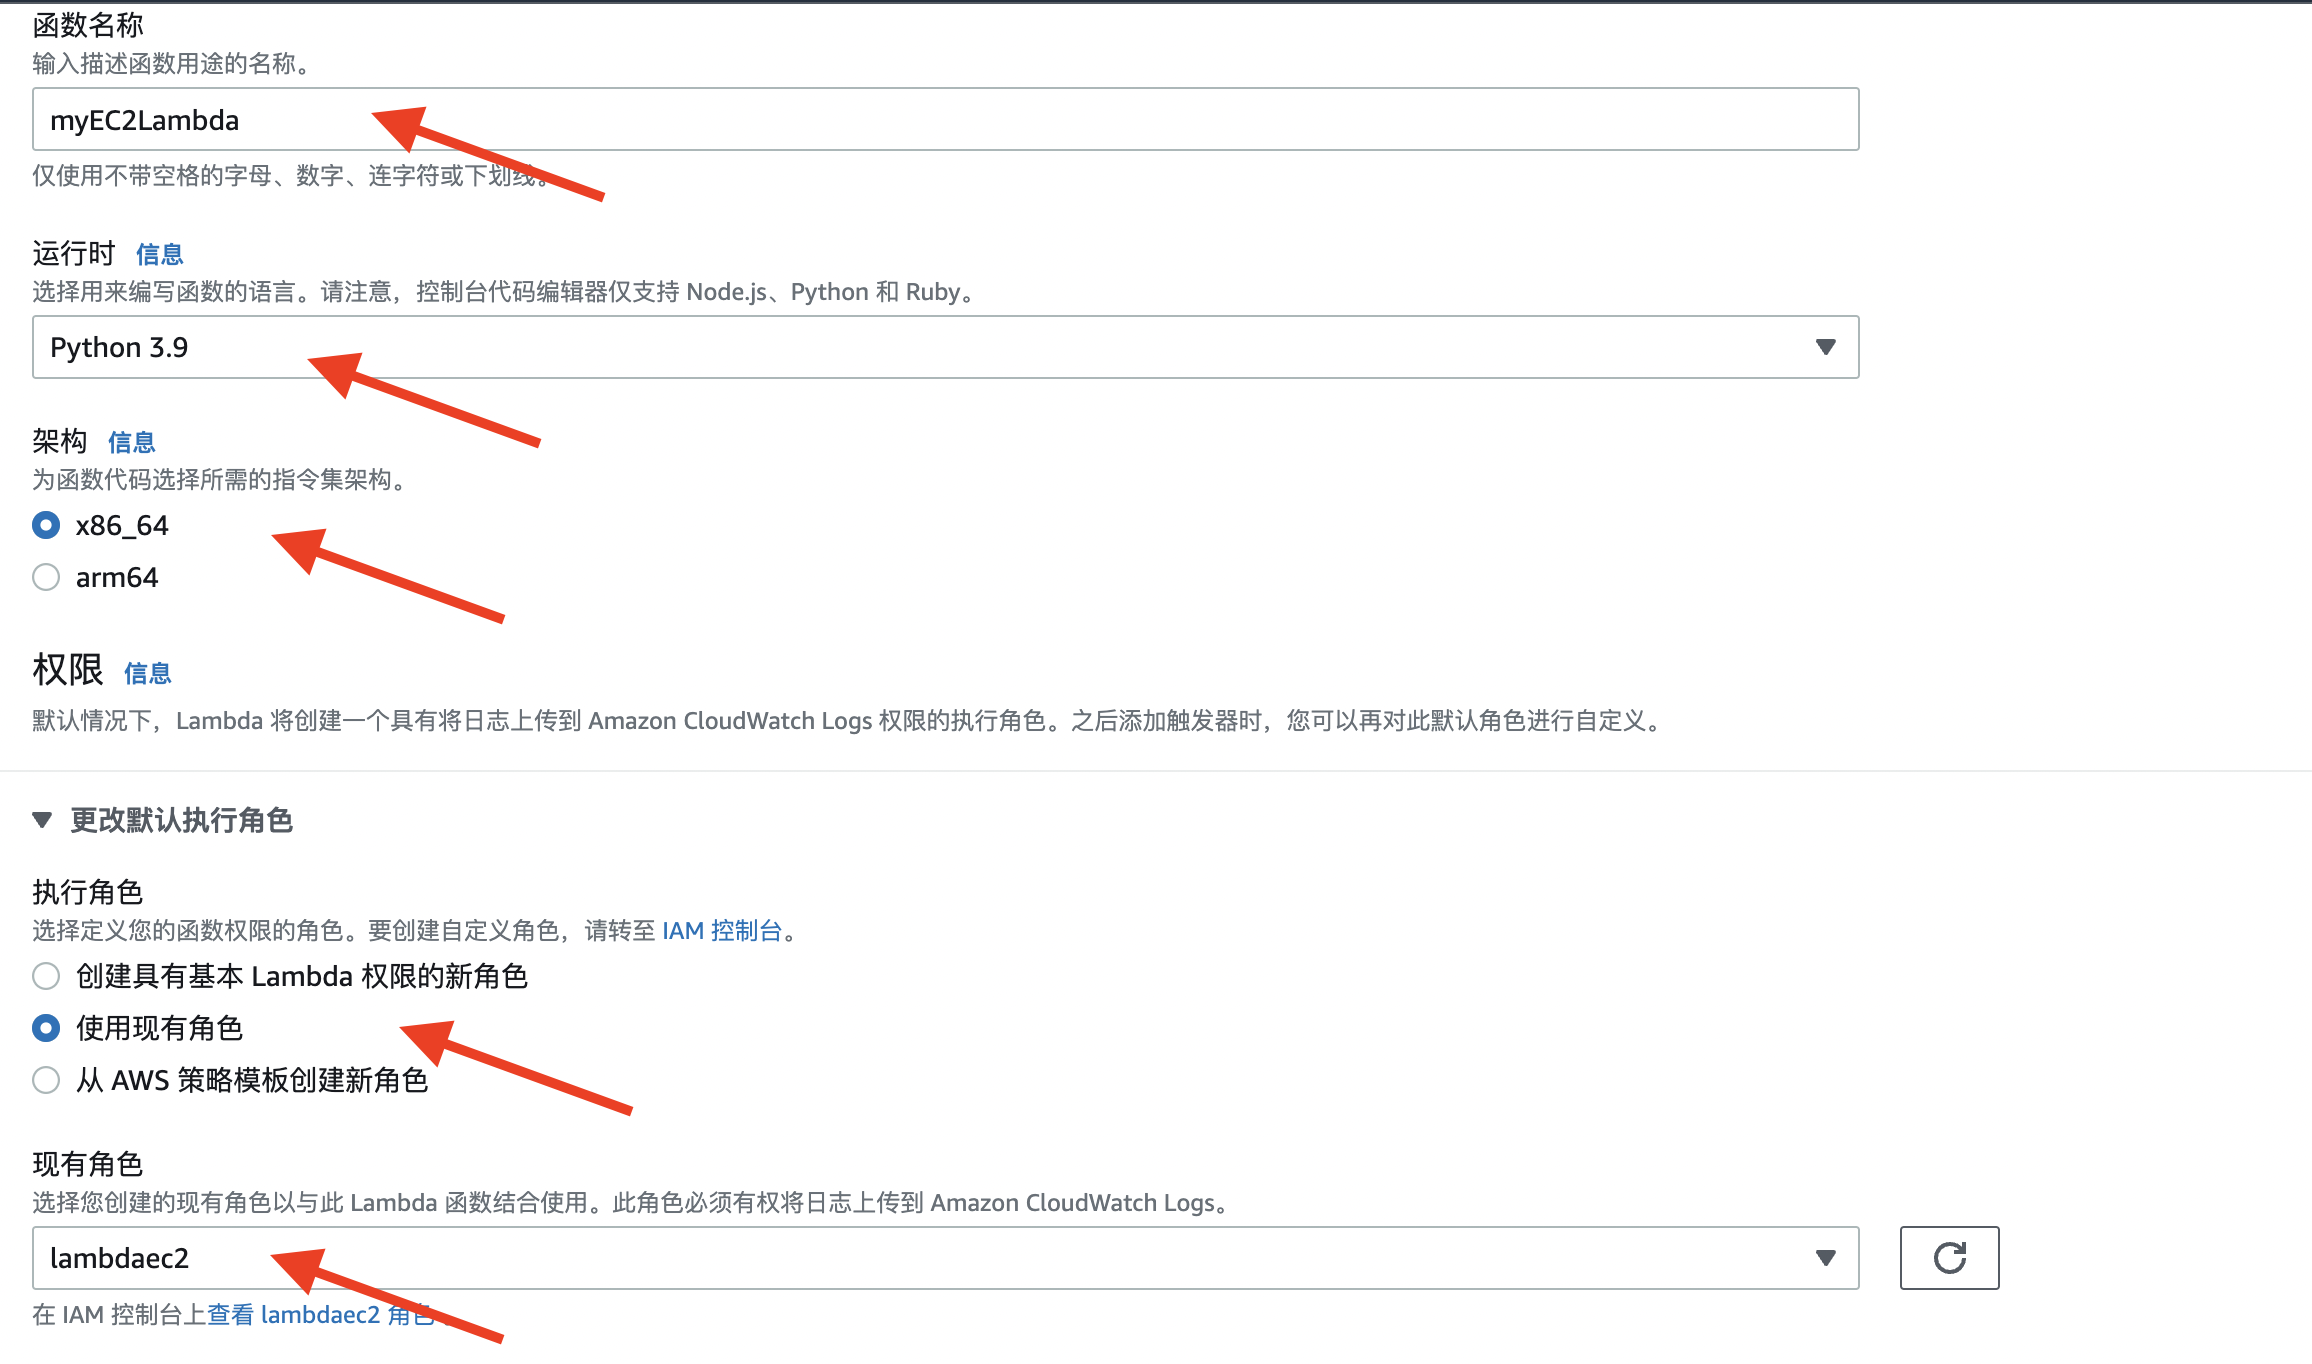 函数名称
输入描述函数用途的名称。
myEC2Lambda
仅使用不带空格的字母、数字、连字符或下划线。
运行时 信息
选择用来编写函数的语言。请注意，控制台代码编辑器仅支持 Node.js、Python 和 Ruby。
Python 3.9
架构 信息
为函数代码选择所需的指令集架构。
x86_64
arm64
权限 信息
默认情况下，Lambda 将创建一个具有将日志上传到 Amazon CloudWatch Logs 权限的执行角色。之后添加触发器时，您可以再对此默认角色进行自定义。
更改默认执行角色
执行角色
选择定义您的函数权限的角色。要创建自定义角色，请转至 IAM 控制台。
创建具有基本 Lambda 权限的新角色
使用现有角色
从 AWS 策略模板创建新角色
现有角色
选择您创建的现有角色以与此 Lambda 函数结合使用。此角色必须有权将日志上传到 Amazon CloudWatch Logs。
lambdaec2
在 IAM 控制台上查看 lambdaec2 角色